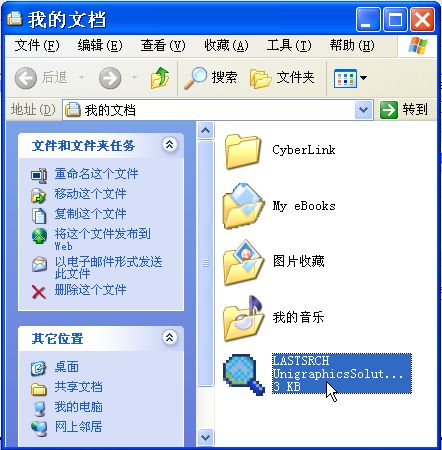 我的文档
文件(F) 编辑(E) 查看(V) 收藏(A) 工具(T) 帮助(H)
后退 搜索 文件夹
地址(D) 我的文档 转到
文件和文件夹任务
重命名这个文件
移动这个文件
复制这个文件
将这个文件发布到
Web
以电子邮件形式发送
此文件
删除这个文件
其它位置
桌面
共享文档
我的电脑
网上邻居
CyberLink
My eBooks
图片收藏
我的音乐
LASTSRCH
UnigraphicsSolut...
3 KB